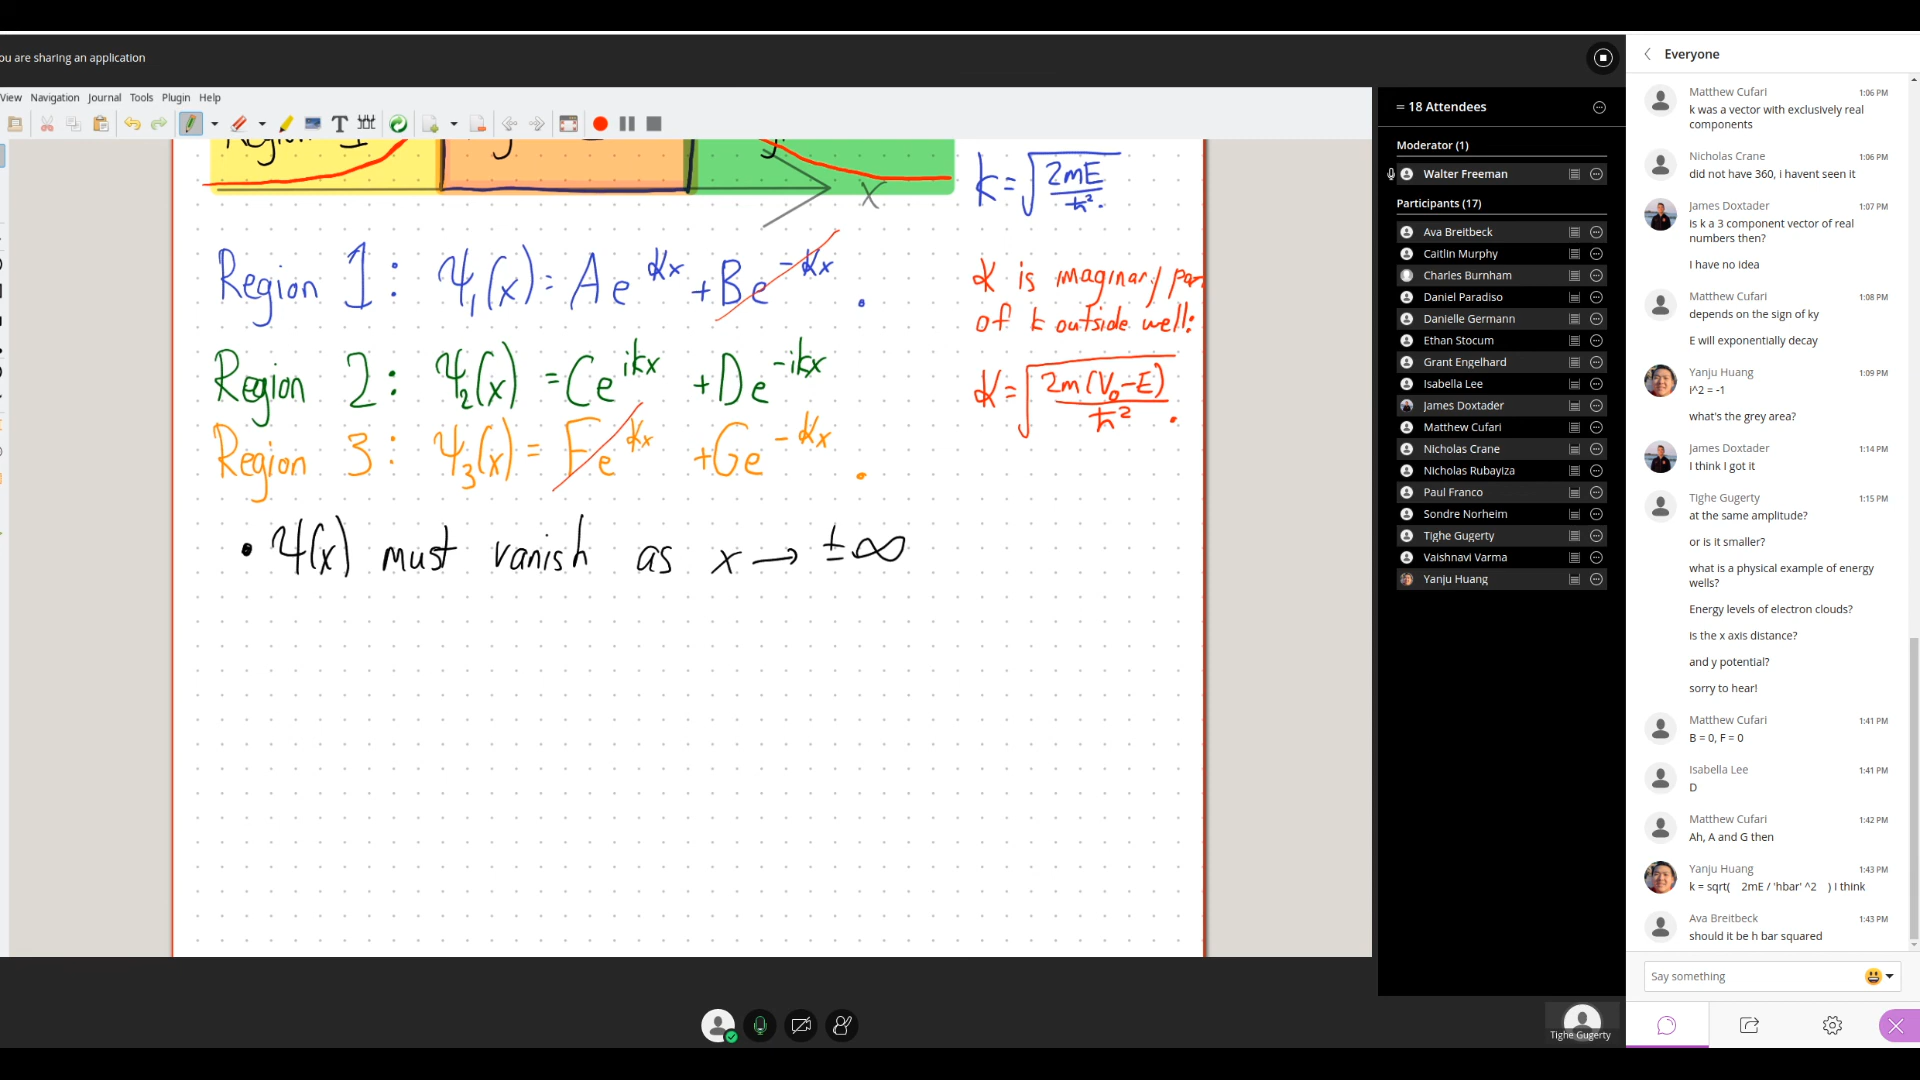 ou are sharing an application
View Navigation Journal Tools Plugin Help
k = √(2mE/ħ²).
x
Region 1: Ψ₁(x) = Ae^κx + Be^-κx .
κ is imaginary par
of k outside well:
Region 2: Ψ₂(x) = Ce^ikx + De^-ikx
κ = √(2m(V₀-E)/ħ²) .
Region 3: Ψ₃(x) = Fe^κx + Ge^-κx .
• Ψ(x) must vanish as x → ±∞
18 Attendees
Moderator (1)
Walter Freeman
Participants (17)
Ava Breitbeck
Caitlin Murphy
Charles Burnham
Daniel Paradiso
Danielle Germann
Ethan Stocum
Grant Engelhard
Isabella Lee
James Doxtader
Matthew Cufari
Nicholas Crane
Nicholas Rubayiza
Paul Franco
Sondre Norheim
Tighe Gugerty
Vaishnavi Varma
Yanju Huang
Tighe Gugerty
Everyone
Matthew Cufari 1:06 PM
k was a vector with exclusively real
components
Nicholas Crane 1:06 PM
did not have 360, i havent seen it
James Doxtader 1:07 PM
is k a 3 component vector of real
numbers then?
I have no idea
Matthew Cufari 1:08 PM
depends on the sign of ky
E will exponentially decay
Yanju Huang 1:09 PM
i^2 = -1
what's the grey area?
James Doxtader 1:14 PM
I think I got it
Tighe Gugerty 1:15 PM
at the same amplitude?
or is it smaller?
what is a physical example of energy
wells?
Energy levels of electron clouds?
is the x axis distance?
and y potential?
sorry to hear!
Matthew Cufari 1:41 PM
B = 0, F = 0
Isabella Lee 1:41 PM
D
Matthew Cufari 1:42 PM
Ah, A and G then
Yanju Huang 1:43 PM
k = sqrt( 2mE / 'hbar' ^2 ) I think
Ava Breitbeck 1:43 PM
should it be h bar squared
Say something